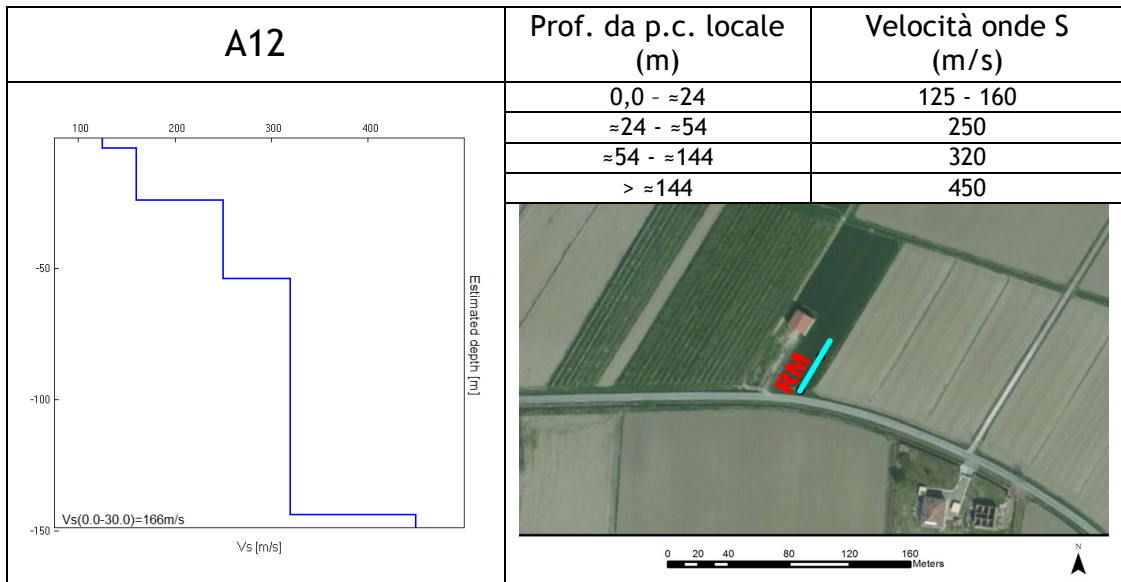 A12
Prof. da p.c. locale
(m)
Velocità onde S
(m/s)
0,0 – ≈24
125 - 160
≈24 - ≈54
250
≈54 - ≈144
320
> ≈144
450
100
200
300
400
-50
-100
-150
Estimated depth [m]
Vs(0.0-30.0)=166m/s
Vs [m/s]
RM
0 20 40 80 120 160
Meters
N